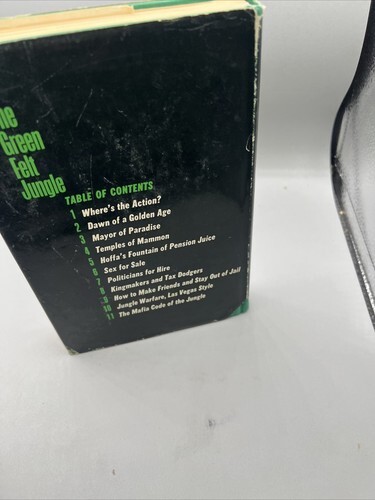 The
Green
Felt
Jungle
TABLE OF CONTENTS
1 Where's the Action?
2 Dawn of a Golden Age
3 Mayor of Paradise
4 Temples of Mammon
5 Hoffa's Fountain of Pension Juice
6 Sex for Sale
7 Politicians for Hire
8 Kingmakers and Tax Dodgers
9 How to Make Friends and Stay Out of Jail
10 Jungle Warfare, Las Vegas Style
11 The Mafia Code of the Jungle